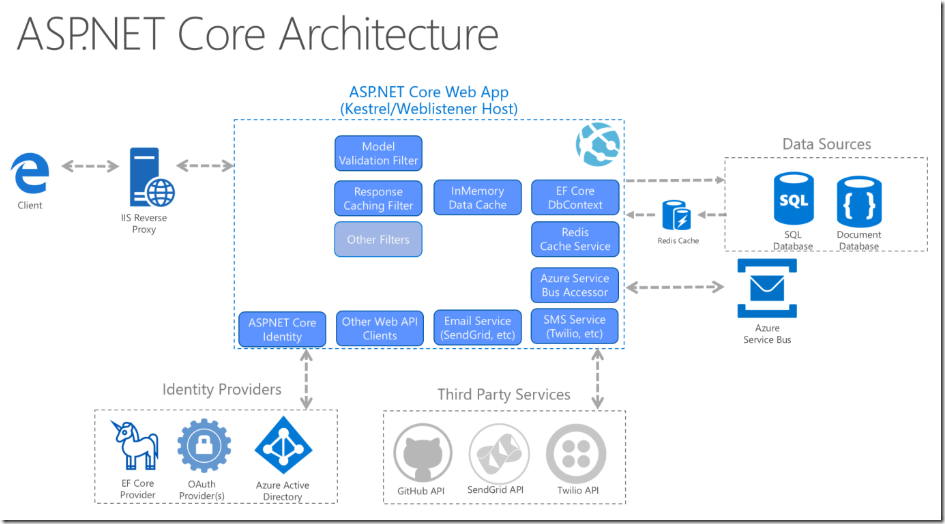 ASP.NET Core Architecture
ASP.NET Core Web App
(Kestrel/Weblistener Host)
Model
Validation Filter
Response
Caching Filter
Other Filters
InMemory
Data Cache
EF Core
DbContext
Redis
Cache Service
Azure Service
Bus Accessor
ASP.NET Core
Identity
Other Web API
Clients
Email Service
(SendGrid, etc)
SMS Service
(Twilio, etc)
Client
IIS Reverse
Proxy
Data Sources
SQL
SQL
Database
{ }
Document
Database
Redis Cache
Azure
Service Bus
Identity Providers
EF Core
Provider
OAuth
Provider(s)
Azure Active
Directory
Third Party Services
GitHub API
SendGrid API
Twilio API